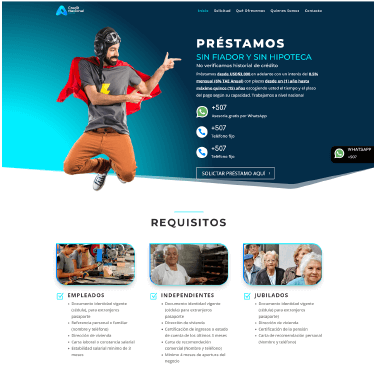 Credit
Nacional
Inicio Solicitud Qué Ofrecemos Quienes Somos Contacto
PRÉSTAMOS
SIN FIADOR Y SIN HIPOTECA
No verificamos historial de crédito
Préstamos desde USD$3,000 en adelante con un interés del 0.5%
mensual (6% TAE Anual) con plazos desde un (1) año hasta
máximo quince (15) años escogiendo usted el tiempo y el plazo
del pago según su capacidad. Trabajamos a nivel nacional
+507
Asesoría gratis por WhatsApp
+507
Teléfono fijo
+507
Teléfono fijo
WHATSAPP
+507
SOLICITAR PRÉSTAMO AQUÍ
REQUISITOS
EMPLEADOS
Documento identidad vigente
(cédula), para extranjeros
pasaporte
Referencia personal o familiar
(nombre y teléfono)
Dirección de vivienda
Carta laboral o constancia salarial
Estabilidad laboral mínimo de 3
meses
INDEPENDIENTES
Documento identidad vigente
(cédula) para extranjeros
pasaporte
Dirección de vivienda
Certificación de ingresos o estado
de cuenta de los últimos 3 meses
Carta de recomendación
comercial (Nombre y teléfono)
Mínimo 6 meses de apertura del
negocio
JUBILADOS
Documento identidad vigente
(cédula), para extranjeros
pasaporte
Dirección de vivienda
Certificación de la pensión
Carta de recomendación personal
(Nombre y teléfono)